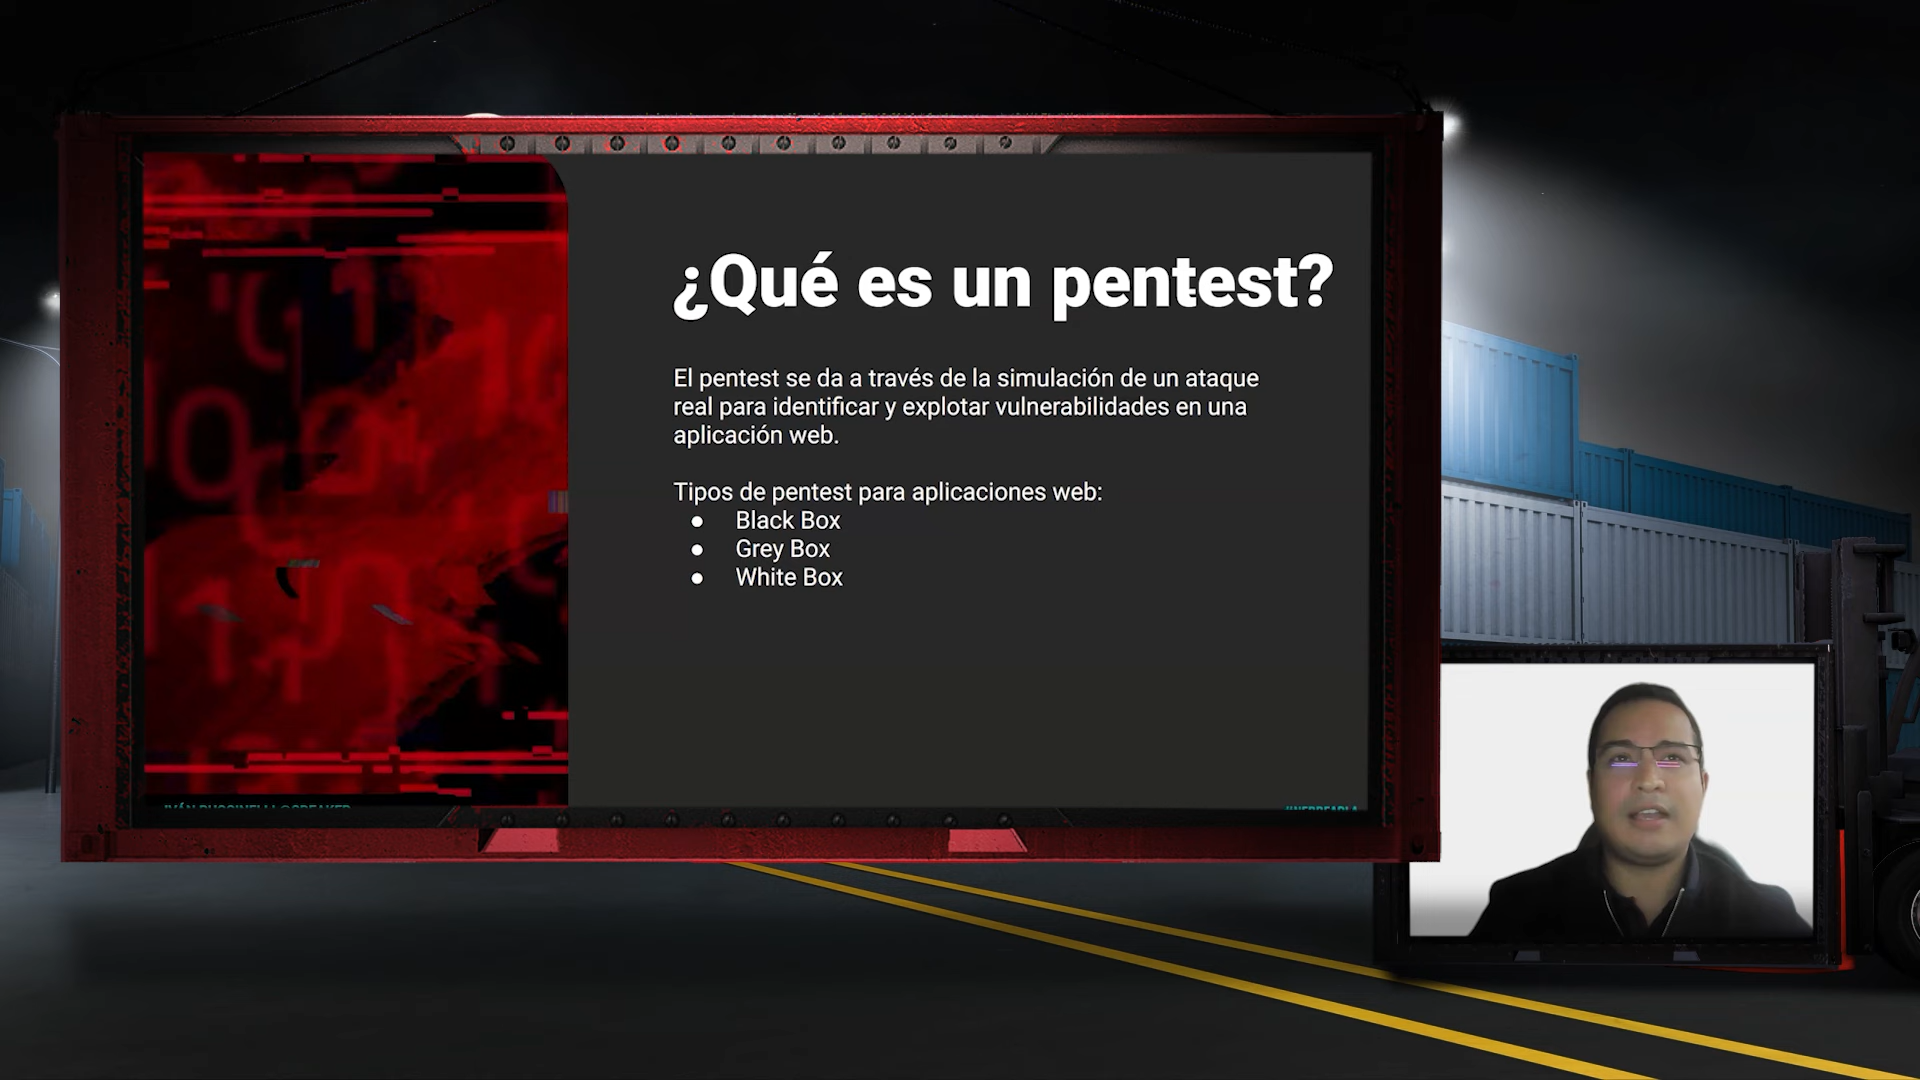 ¿Qué es un pentest?
El pentest se da a través de la simulación de un ataque
real para identificar y explotar vulnerabilidades en una
aplicación web.
Tipos de pentest para aplicaciones web:
● Black Box
● Grey Box
● White Box